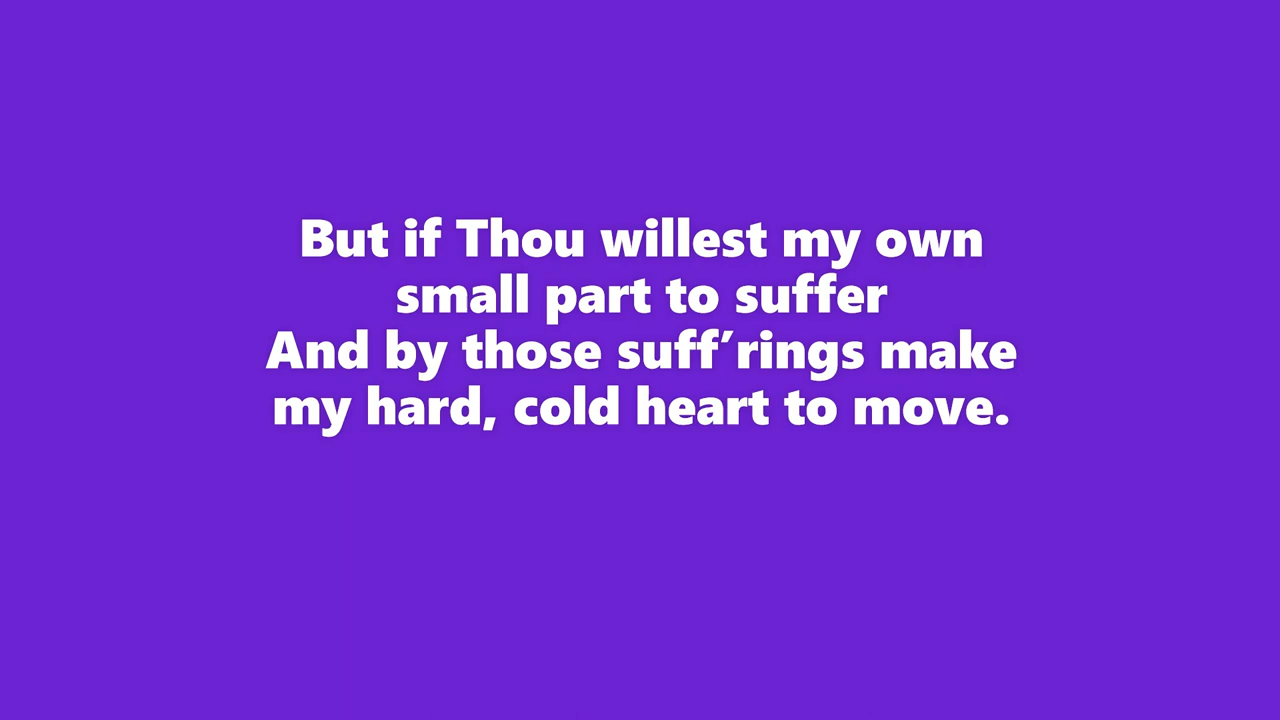 But if Thou willest my own
small part to suffer
And by those suff’rings make
my hard, cold heart to move.